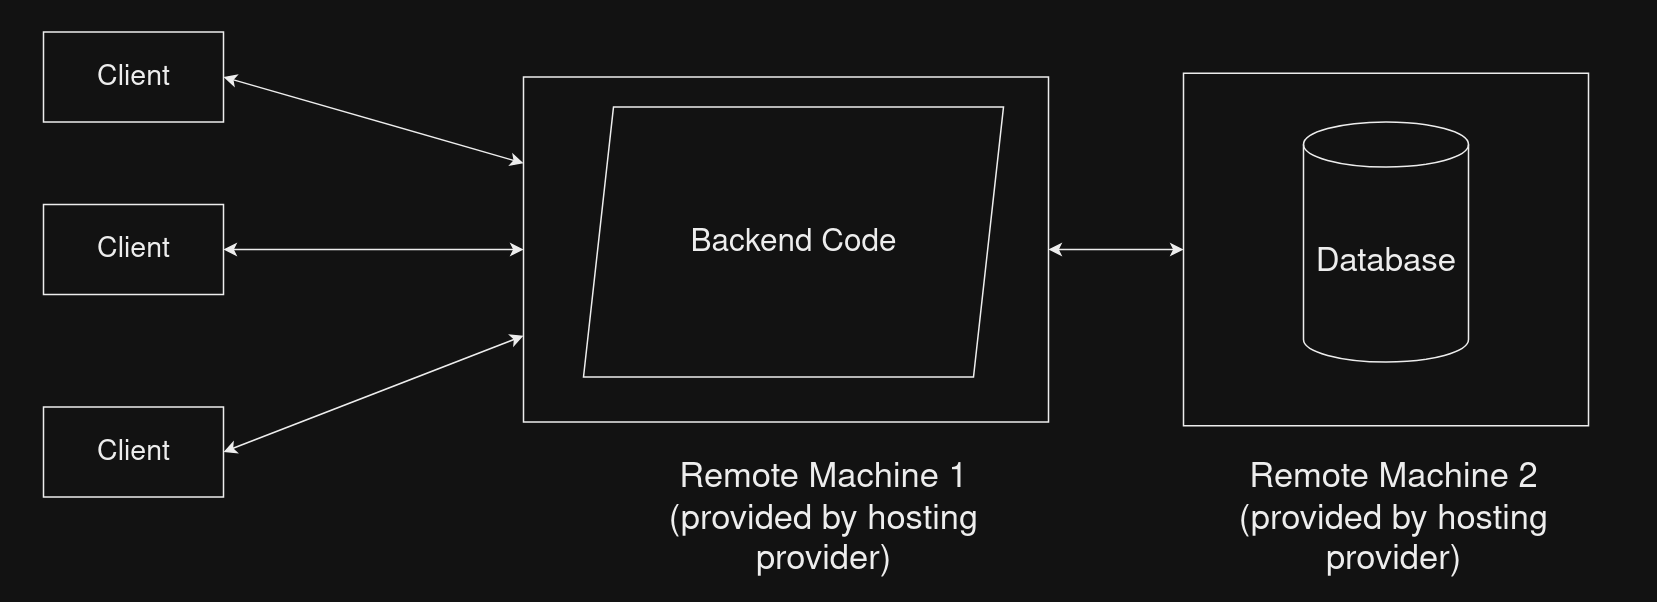 Client
Client
Client
Backend Code
Database
Remote Machine 1
(provided by hosting
provider)
Remote Machine 2
(provided by hosting
provider)